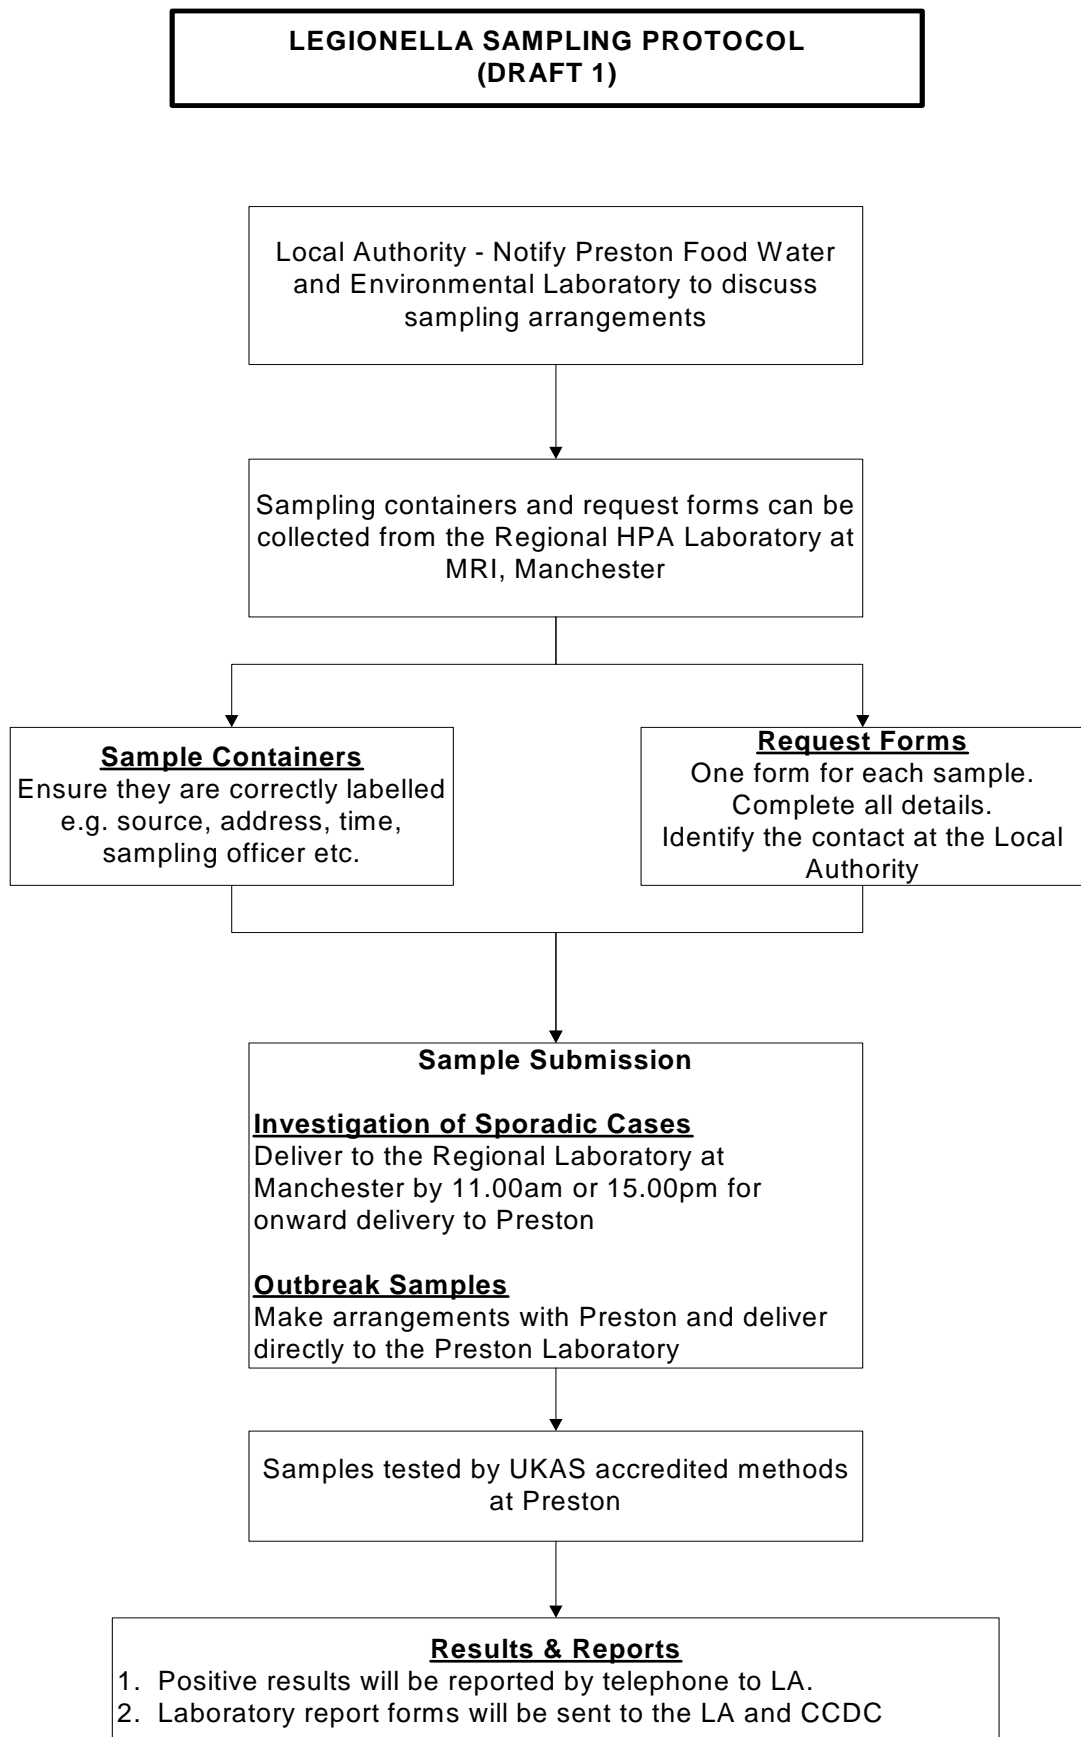 LEGIONELLA SAMPLING PROTOCOL
(DRAFT 1)
Local Authority - Notify Preston Food Water
and Environmental Laboratory to discuss
sampling arrangements
Sampling containers and request forms can be
collected from the Regional HPA Laboratory at
MRI, Manchester
Sample Containers
Ensure they are correctly labelled
e.g. source, address, time,
sampling officer etc.
Request Forms
One form for each sample.
Complete all details.
Identify the contact at the Local
Authority
Sample Submission
Investigation of Sporadic Cases
Deliver to the Regional Laboratory at
Manchester by 11.00am or 15.00pm for
onward delivery to Preston
Outbreak Samples
Make arrangements with Preston and deliver
directly to the Preston Laboratory
Samples tested by UKAS accredited methods
at Preston
Results & Reports
1. Positive results will be reported by telephone to LA.
2. Laboratory report forms will be sent to the LA and CCDC